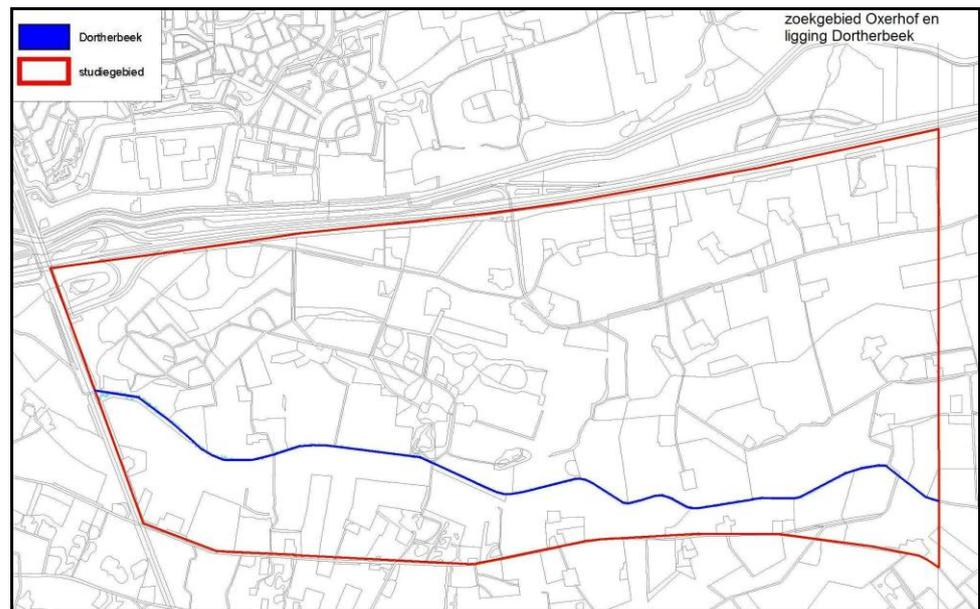 Dortherbeek
studiegebied
zoekgebied Oxerhof en
ligging Dortherbeek